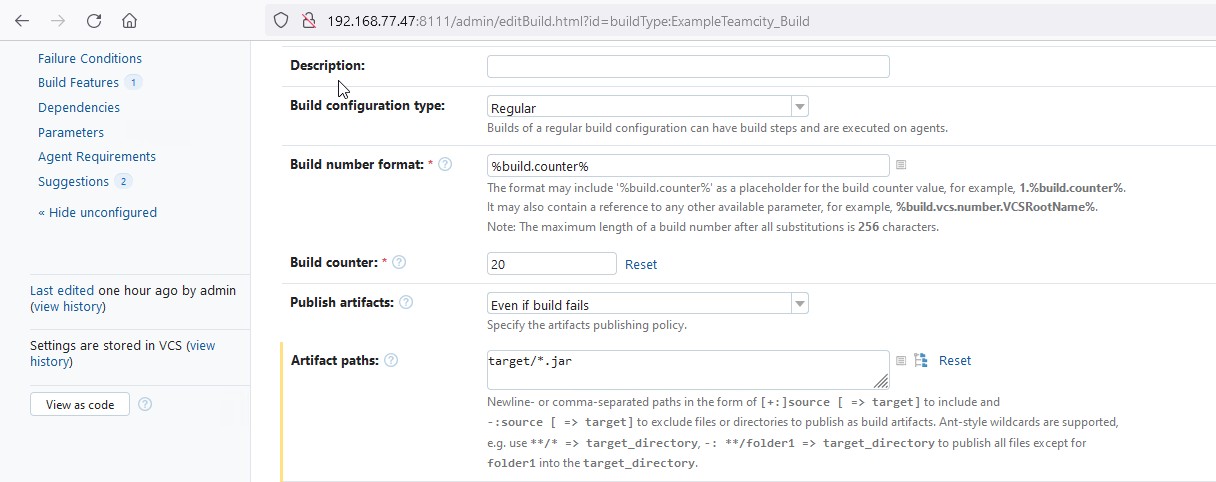 192.168.77.47:8111/admin/editBuild.html?id=buildType:ExampleTeamcity_Build
Failure Conditions
Build Features 1
Dependencies
Parameters
Agent Requirements
Suggestions 2
« Hide unconfigured
Last edited one hour ago by admin
(view history)
Settings are stored in VCS (view
history)
View as code ?
Description:
Build configuration type: Regular
Builds of a regular build configuration can have build steps and are executed on agents.
Build number format: * ? %build.counter%
The format may include '%build.counter%' as a placeholder for the build counter value, for example, 1.%build.counter%.
It may also contain a reference to any other available parameter, for example, %build.vcs.number.VCSRootName%.
Note: The maximum length of a build number after all substitutions is 256 characters.
Build counter: * ? 20 Reset
Publish artifacts: ? Even if build fails
Specify the artifacts publishing policy.
Artifact paths: ? target/*.jar Reset
Newline- or comma-separated paths in the form of [+:]source [ => target] to include and
-:source [ => target] to exclude files or directories to publish as build artifacts. Ant-style wildcards are supported,
e.g. use **/* => target_directory, -: **/folder1 => target_directory to publish all files except for
folder1 into the target_directory.